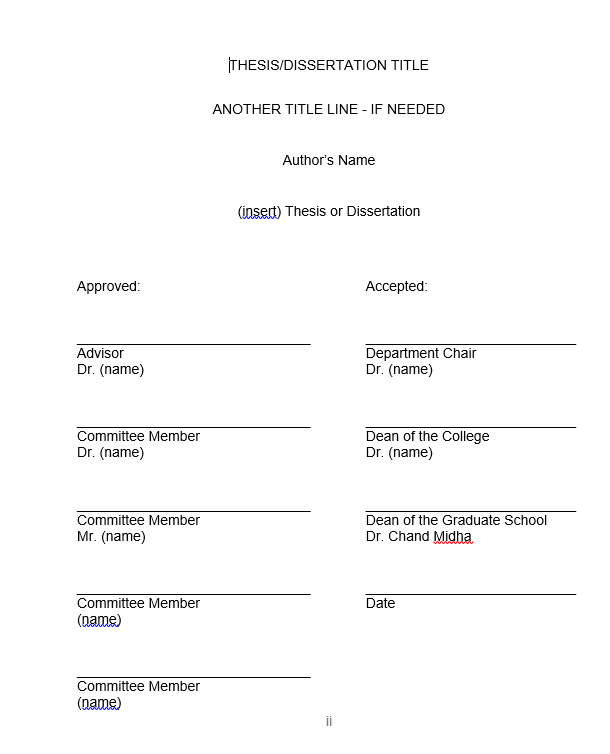 THESIS/DISSERTATION TITLE
ANOTHER TITLE LINE - IF NEEDED
Author's Name
(insert) Thesis or Dissertation
Approved:
Accepted:
Advisor
Dr. (name)
Department Chair
Dr. (name)
Committee Member
Dr. (name)
Dean of the College
Dr. (name)
Committee Member
Mr. (name)
Dean of the Graduate School
Dr. Chand Midha
Committee Member
(name)
Date
Committee Member
(name)
ii